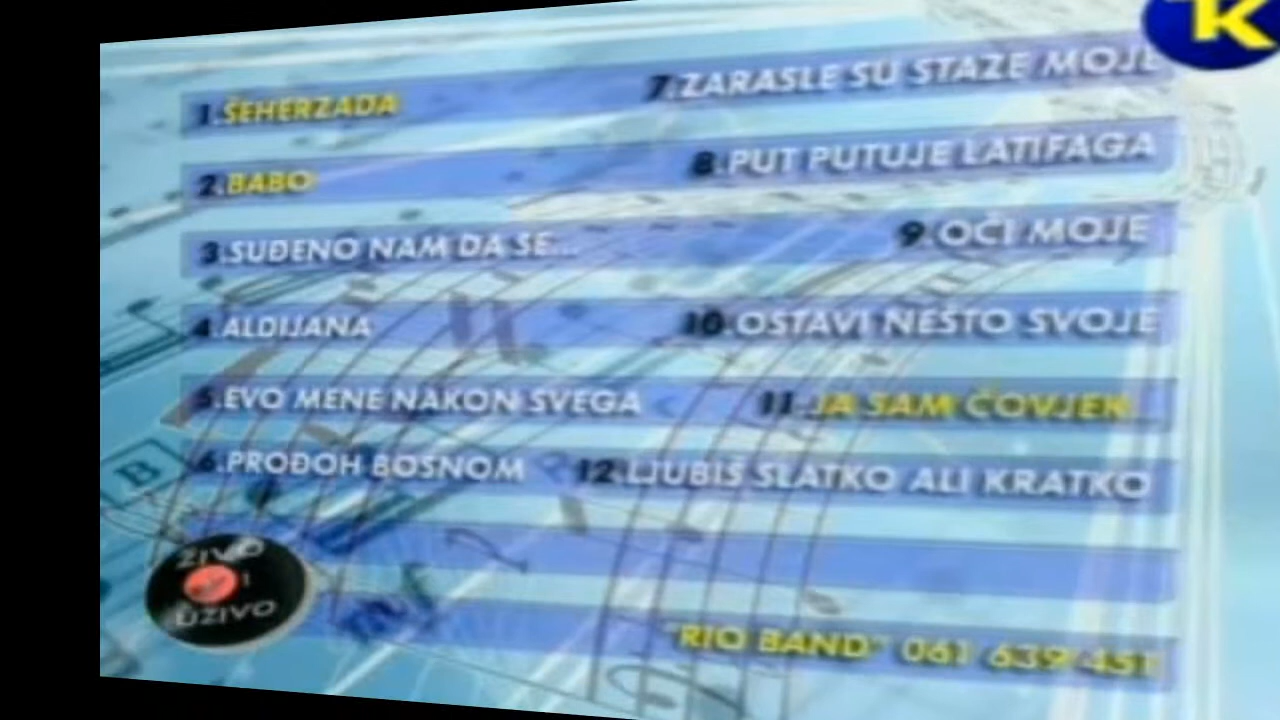 1.ŠEHERZADA
2.BABO
3.SUĐENO NAM DA SE...
4.ALDIJANA
5.EVO MENE NAKON SVEGA
6.PROĐOH BOSNOM
7.ZARASLE SU STAZE MOJE
8.PUT PUTUJE LATIFAGA
9.OČI MOJE
10.OSTAVI NEŠTO SVOJE
11.JA SAM ČOVJEK
12.LJUBIŠ SLATKO ALI KRATKO
ŽIVO
I
UŽIVO
"RIO BAND" 061 639 451
TK
B